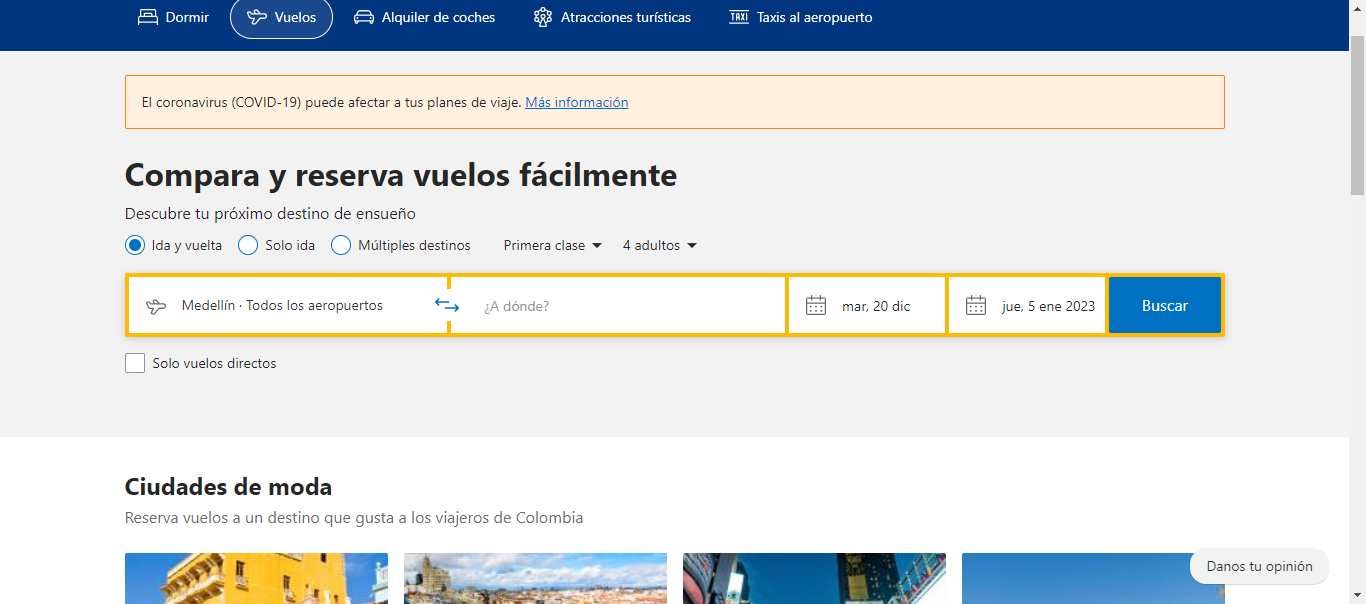 Dormir Vuelos Alquiler de coches Atracciones turísticas TAXI Taxis al aeropuerto
El coronavirus (COVID-19) puede afectar a tus planes de viaje. Más información
Compara y reserva vuelos fácilmente
Descubre tu próximo destino de ensueño
Ida y vuelta Solo ida Múltiples destinos Primera clase 4 adultos
Medellín · Todos los aeropuertos ¿A dónde? mar, 20 dic jue, 5 ene 2023 Buscar
Solo vuelos directos
Ciudades de moda
Reserva vuelos a un destino que gusta a los viajeros de Colombia
Danos tu opinión